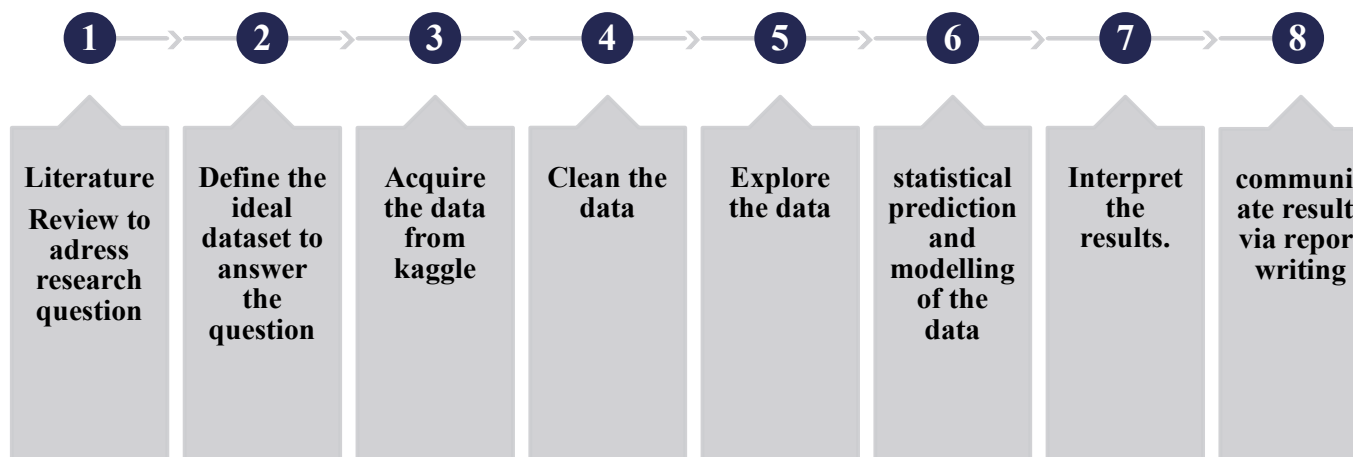 1
2
3
4
5
6
7
8
Literature
Review to
adress
research
question
Define the
ideal
dataset to
answer
the
question
Acquire
the data
from
kaggle
Clean the
data
Explore
the data
statistical
prediction
and
modelling
of the
data
Interpret
the
results.
communi
ate result
via repor
writing